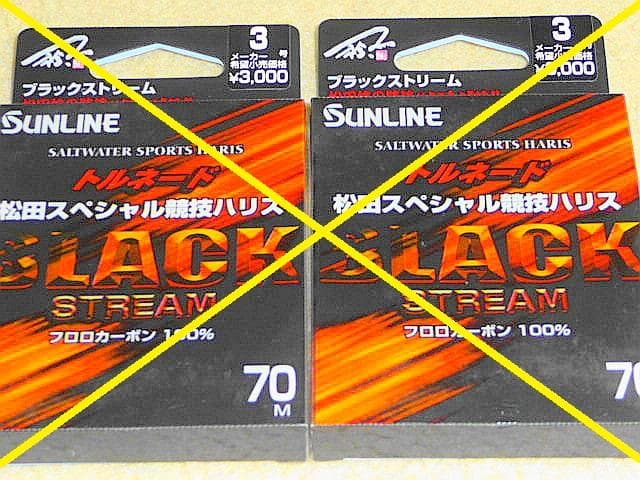 3
メーカー 号
希望小売価格
¥3,000
ブラックストリーム
SUNLINE
SALTWATER SPORTS HARIS
トルネード
松田スペシャル競技ハリス
BLACK
STREAM
フロロカーボン 100%
70
M
3
メーカー 号
希望小売価格
¥3,000
ブラックストリーム
SUNLINE
SALTWATER SPORTS HARIS
トルネード
松田スペシャル競技ハリス
BLACK
STREAM
フロロカーボン 100%
70